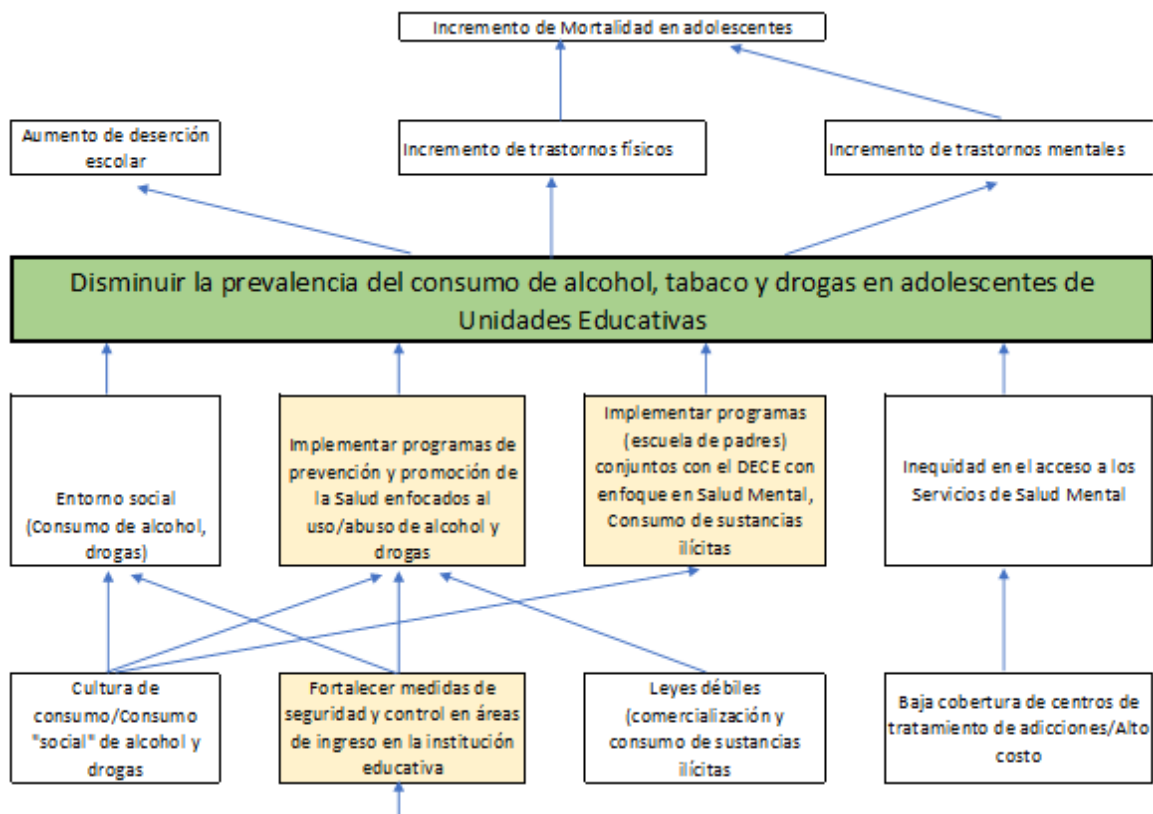 Incremento de Mortalidad en adolescentes
Aumento de deserción
escolar
Incremento de trastornos físicos
Incremento de trastornos mentales
Disminuir la prevalencia del consumo de alcohol, tabaco y drogas en adolescentes de
Unidades Educativas
Entorno social
(Consumo de alcohol,
drogas)
Implementar programas de
prevención y promoción de
la Salud enfocados al
uso/abuso de alcohol y
drogas
Implementar programas
(escuela de padres)
conjuntos con el DECE con
enfoque en Salud Mental,
Consumo de sustancias
ilícitas
Inequidad en el acceso a los
Servicios de Salud Mental
Cultura de
consumo/Consumo
"social" de alcohol y
drogas
Fortalecer medidas de
seguridad y control en áreas
de ingreso en la institución
educativa
Leyes débiles
(comercialización y
consumo de sustancias
ilícitas
Baja cobertura de centros de
tratamiento de adicciones/Alto
costo